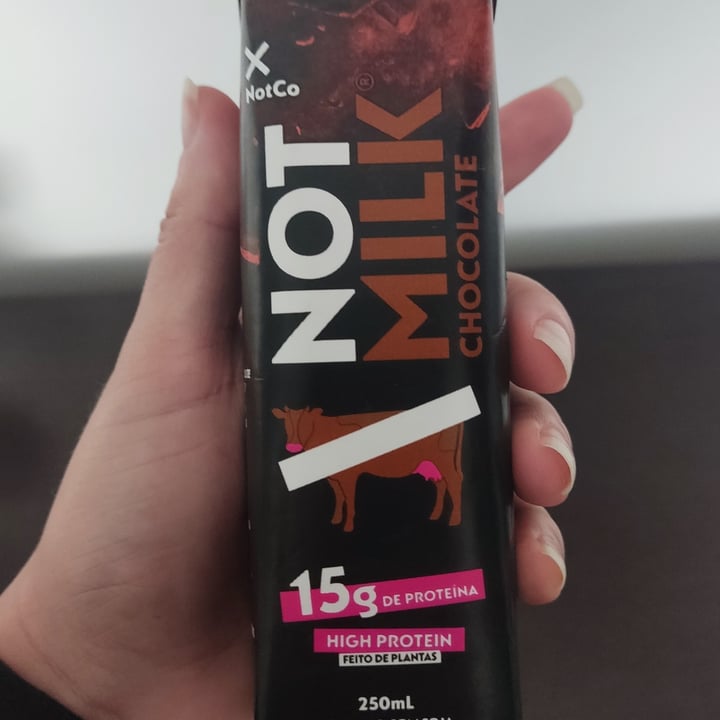 NotCo
NOT
MILK®
CHOCOLATE
15g DE PROTEÍNA
HIGH PROTEIN
FEITO DE PLANTAS
250mL